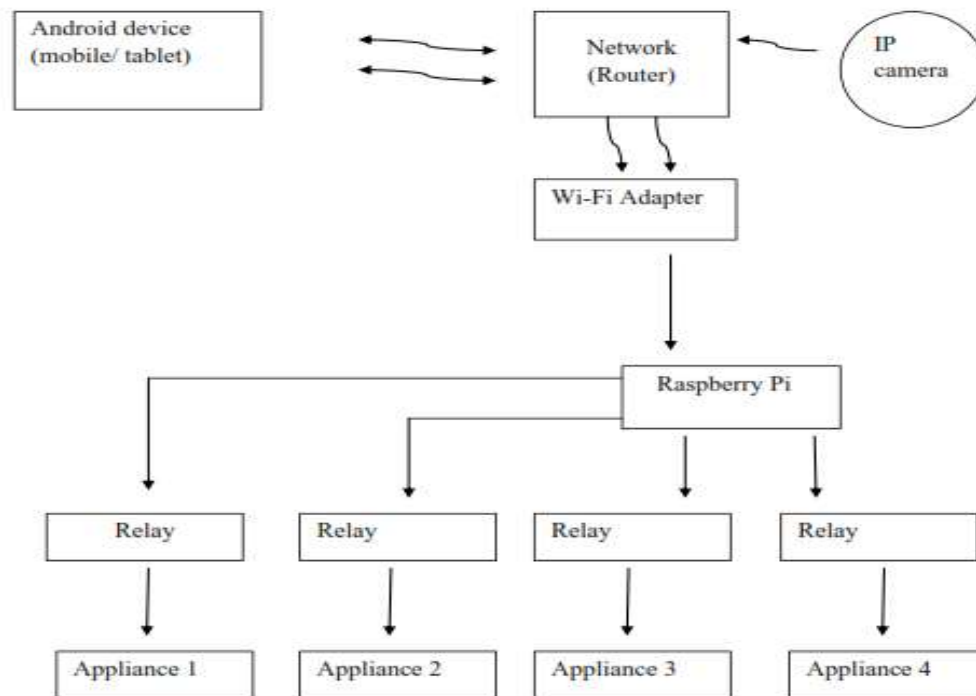 Android device
(mobile/ tablet)
Network
(Router)
IP
camera
Wi-Fi Adapter
Raspberry Pi
Relay
Relay
Relay
Relay
Appliance 1
Appliance 2
Appliance 3
Appliance 4